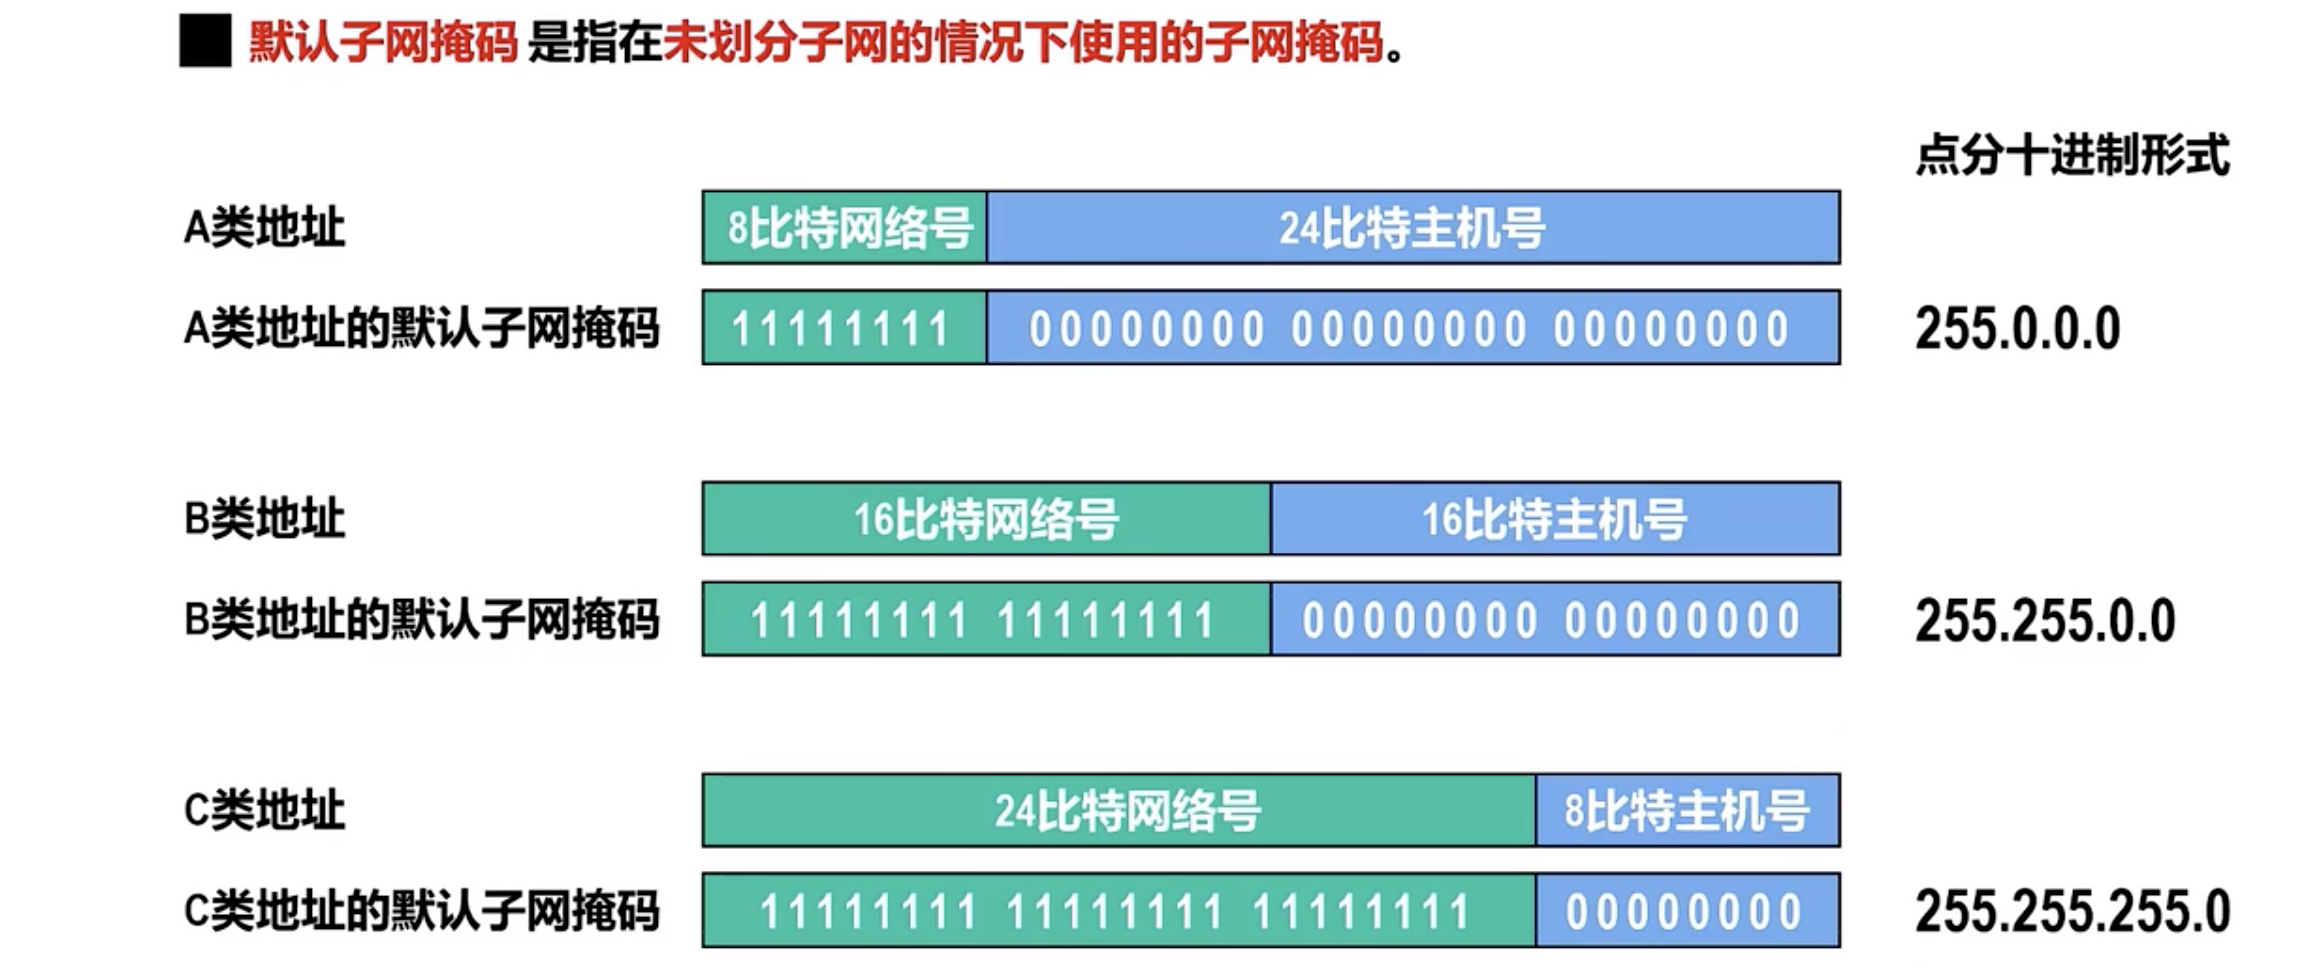 默认子网掩码 是指在未划分子网的情况下使用的子网掩码。
点分十进制形式
A类地址 8比特网络号 24比特主机号
A类地址的默认子网掩码 11111111 00000000 00000000 00000000 255.0.0.0
B类地址 16比特网络号 16比特主机号
B类地址的默认子网掩码 11111111 11111111 00000000 00000000 255.255.0.0
C类地址 24比特网络号 8比特主机号
C类地址的默认子网掩码 11111111 11111111 11111111 00000000 255.255.255.0